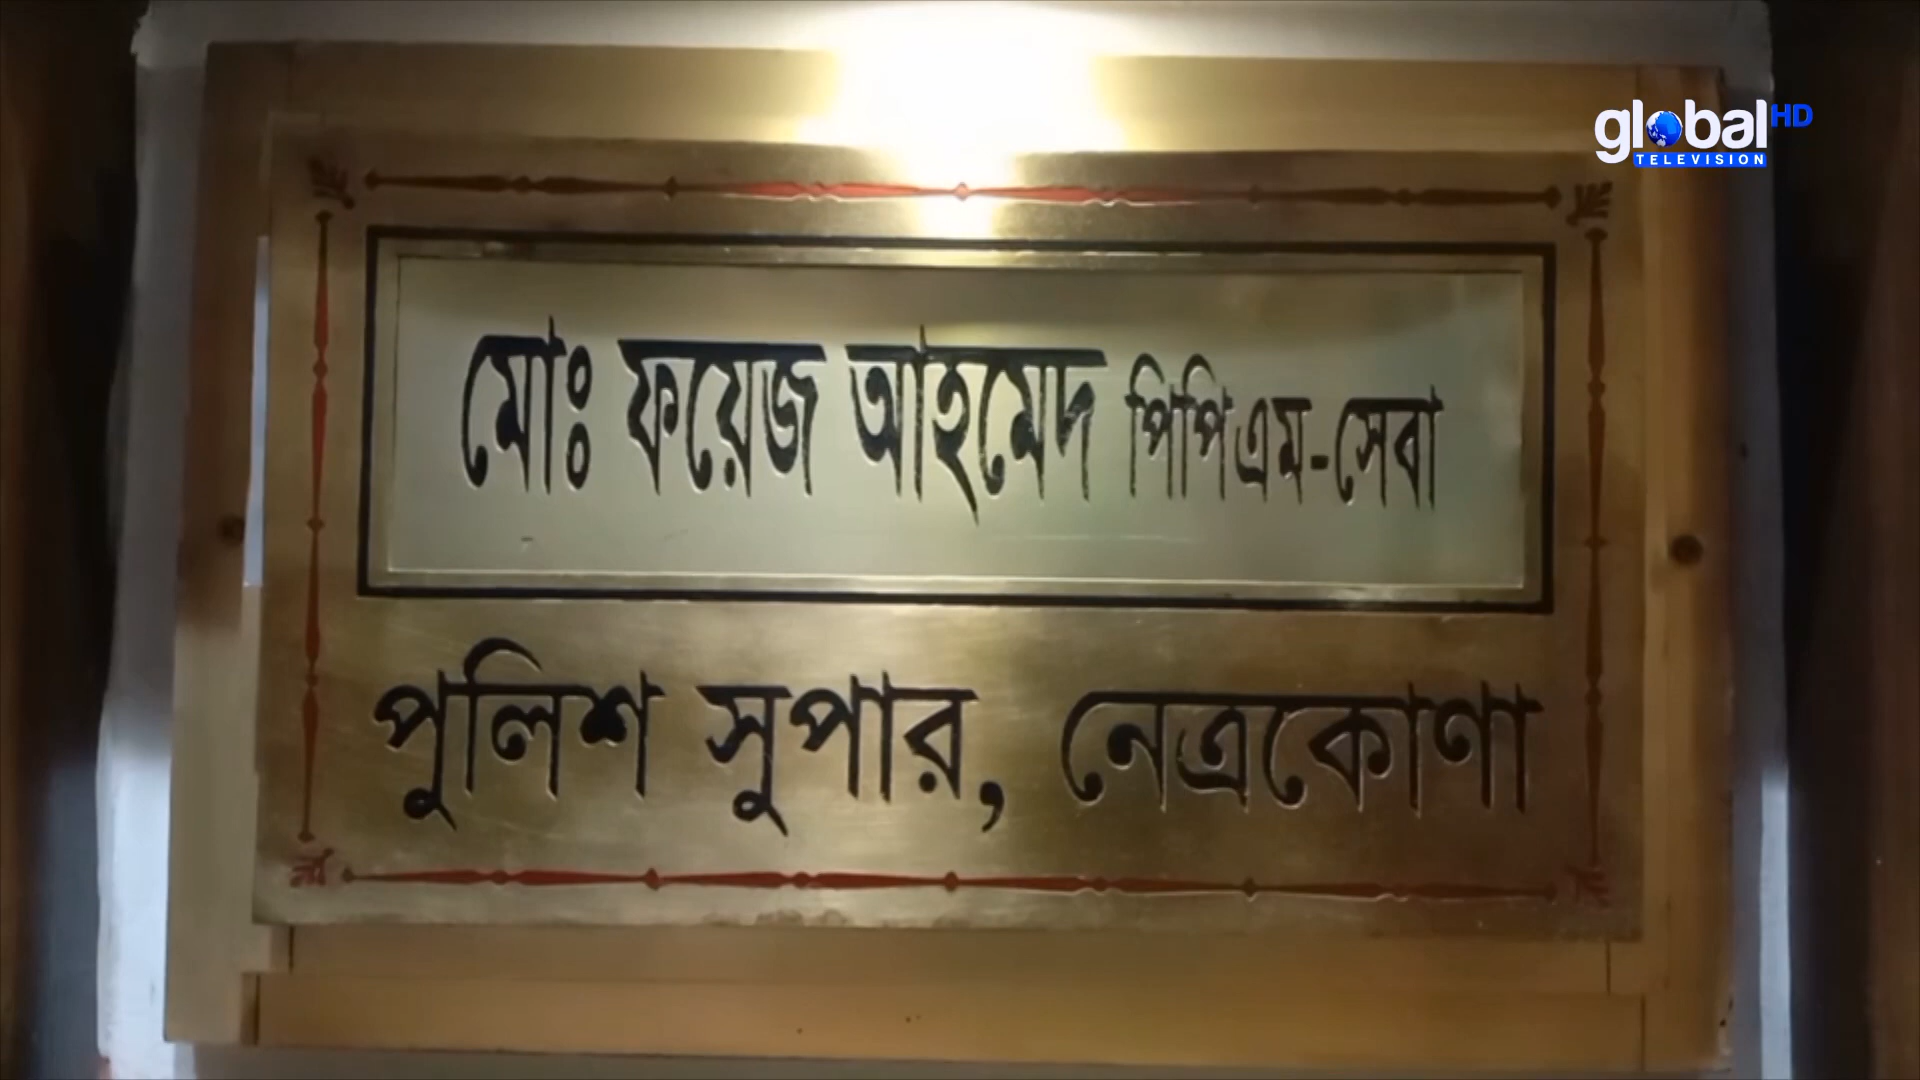 global HD
TELEVISION
মোঃ ফয়েজ আহমেদ পিপিএম-সেবা
পুলিশ সুপার, নেত্রকোণা